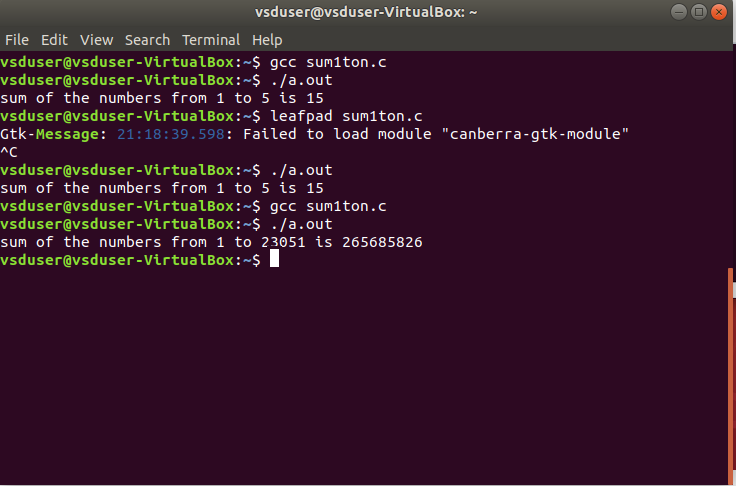 vsduser@vsduser-VirtualBox: ~
File Edit View Search Terminal Help
vsduser@vsduser-VirtualBox:~$ gcc sum1ton.c
vsduser@vsduser-VirtualBox:~$ ./a.out
sum of the numbers from 1 to 5 is 15
vsduser@vsduser-VirtualBox:~$ leafpad sum1ton.c
Gtk-Message: 21:18:39.598: Failed to load module "canberra-gtk-module"
^C
vsduser@vsduser-VirtualBox:~$ ./a.out
sum of the numbers from 1 to 5 is 15
vsduser@vsduser-VirtualBox:~$ gcc sum1ton.c
vsduser@vsduser-VirtualBox:~$ ./a.out
sum of the numbers from 1 to 23051 is 265685826
vsduser@vsduser-VirtualBox:~$